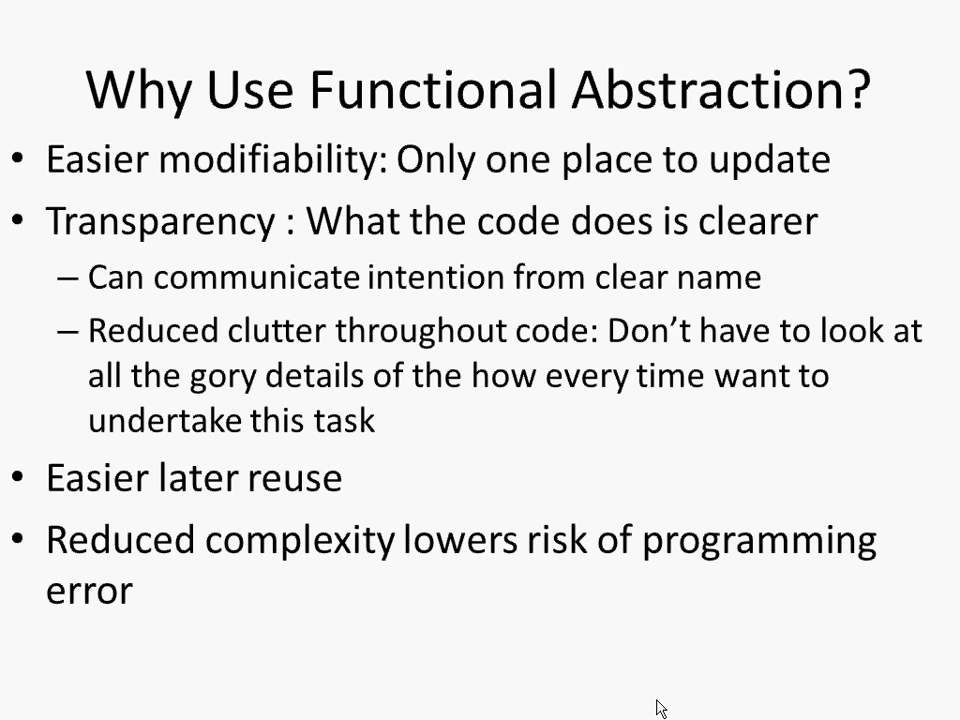 Why Use Functional Abstraction?
• Easier modifiability: Only one place to update
• Transparency : What the code does is clearer
– Can communicate intention from clear name
– Reduced clutter throughout code: Don’t have to look at
all the gory details of the how every time want to
undertake this task
• Easier later reuse
• Reduced complexity lowers risk of programming
error